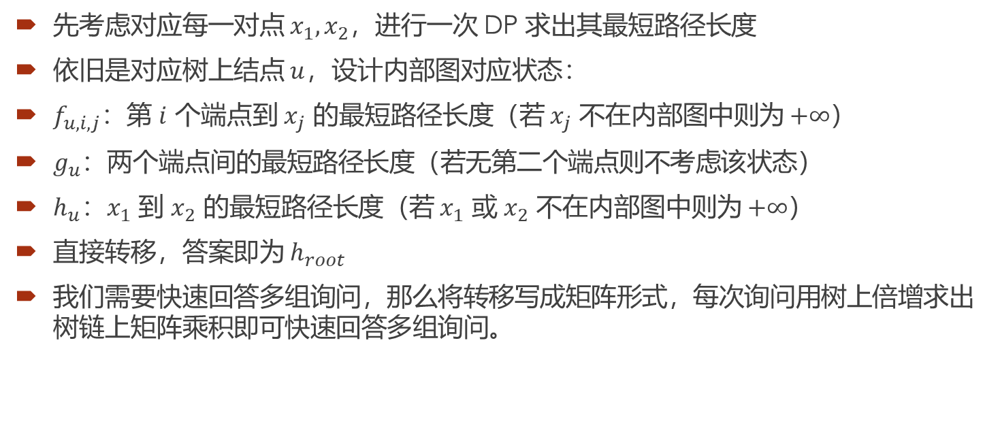 先考虑对应每一对点 x₁, x₂，进行一次 DP 求出其最短路径长度
依旧是对应树上结点 u，设计内部图对应状态：
f_{u,i,j}：第 i 个端点到 x_j 的最短路径长度（若 x_j 不在内部图中则为 +∞）
g_u：两个端点间的最短路径长度（若无第二个端点则不考虑该状态）
h_u：x₁ 到 x₂ 的最短路径长度（若 x₁ 或 x₂ 不在内部图中则为 +∞）
直接转移，答案即为 h_{root}
我们需要快速回答多组询问，那么将转移写成矩阵形式，每次询问用树上倍增求出
树链上矩阵乘积即可快速回答多组询问。